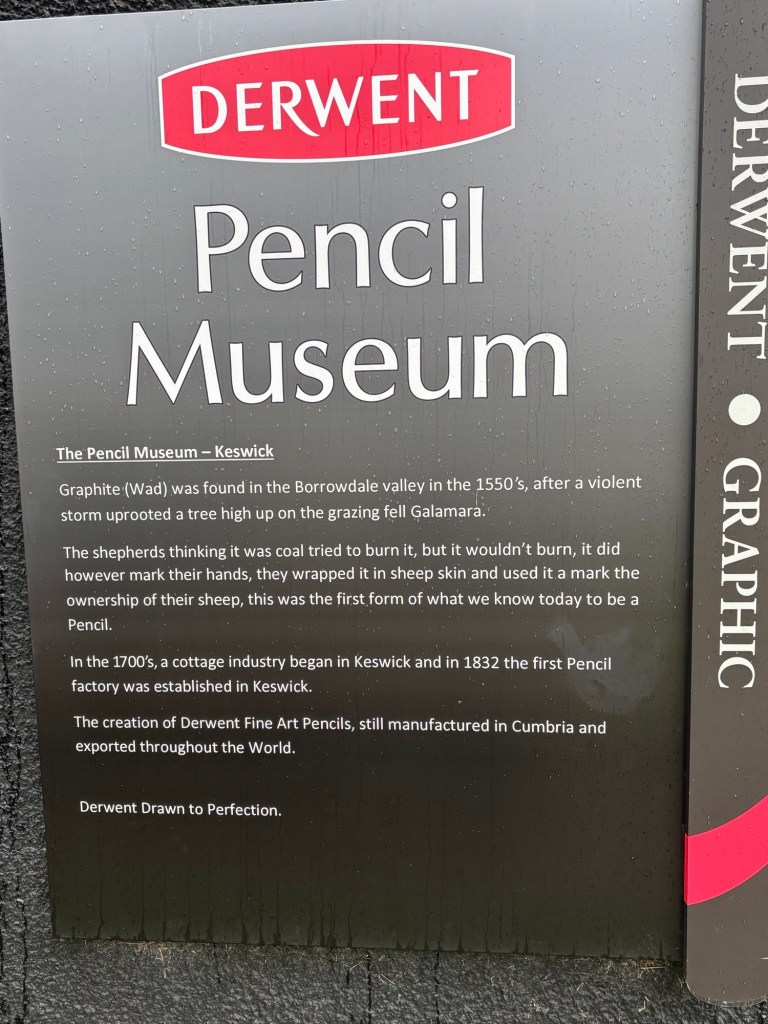 DERWENT
Pencil
Museum
The Pencil Museum – Keswick
Graphite (Wad) was found in the Borrowdale valley in the 1550's, after a violent
storm uprooted a tree high up on the grazing fell Galamara.
The shepherds thinking it was coal tried to burn it, but it wouldn't burn, it did
however mark their hands, they wrapped it in sheep skin and used it a mark the
ownership of their sheep, this was the first form of what we know today to be a
Pencil.
In the 1700's, a cottage industry began in Keswick and in 1832 the first Pencil
factory was established in Keswick.
The creation of Derwent Fine Art Pencils, still manufactured in Cumbria and
exported throughout the World.
Derwent Drawn to Perfection.
DERWENT ● GRAPHIC